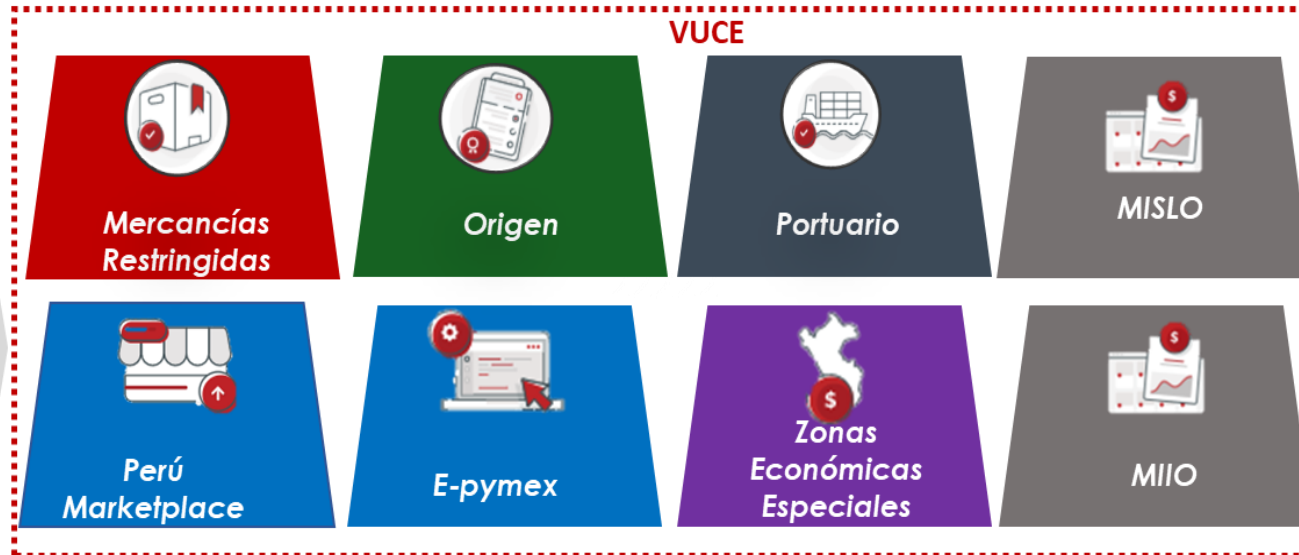 VUCE
Mercancías
Restringidas
Origen
Portuario
MISLO
Perú
Marketplace
E-pymex
Zonas
Económicas
Especiales
MIIO
$
$
$